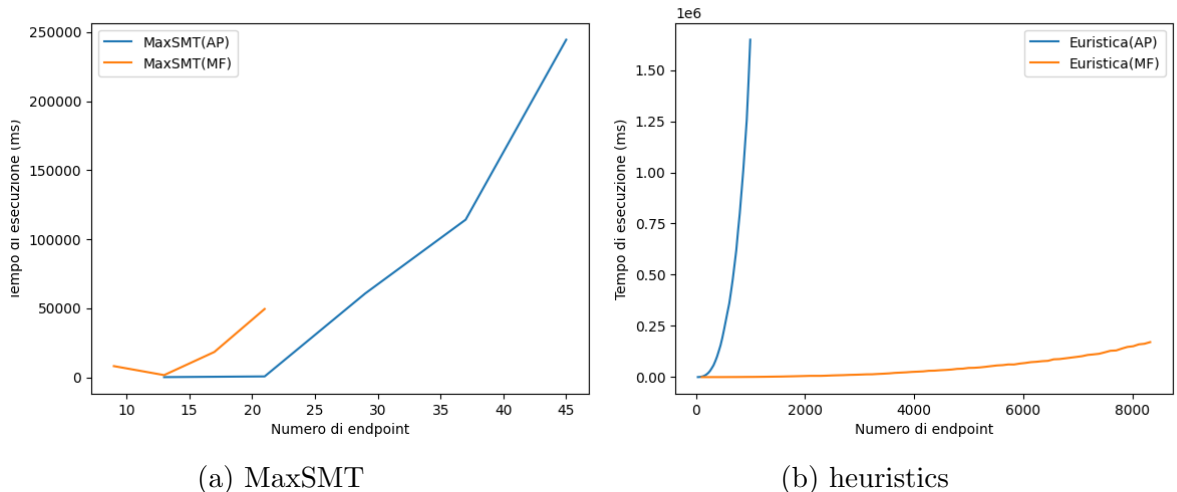 MaxSMT(AP)
MaxSMT(MF)
250000
200000
150000
100000
50000
0
Tempo di esecuzione (ms)
10 15 20 25 30 35 40 45
Numero di endpoint
(a) MaxSMT
1e6
Euristica(AP)
Euristica(MF)
1.50
1.25
1.00
0.75
0.50
0.25
0.00
Tempo di esecuzione (ms)
0 2000 4000 6000 8000
Numero di endpoint
(b) heuristics